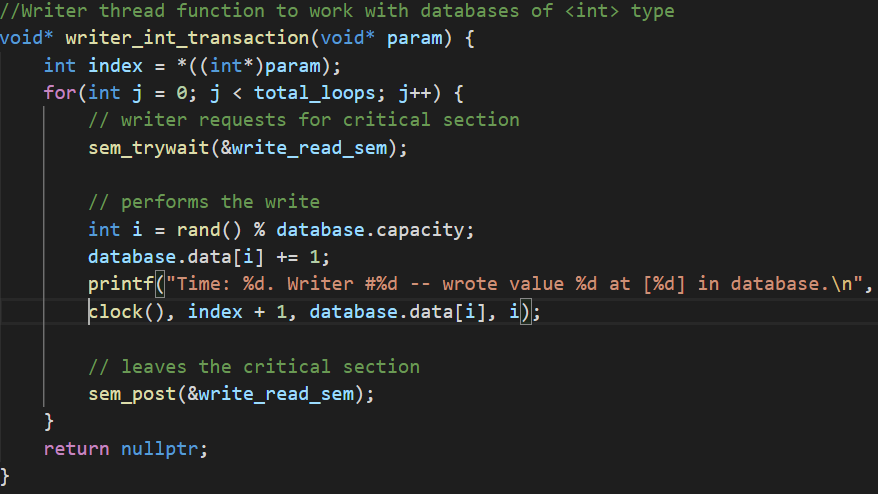 //Writer thread function to work with databases of <int> type
void* writer_int_transaction(void* param) {
    int index = *((int*)param);
    for(int j = 0; j < total_loops; j++) {
        // writer requests for critical section
        sem_trywait(&write_read_sem);

        // performs the write
        int i = rand() % database.capacity;
        database.data[i] += 1;
        printf("Time: %d. Writer #%d -- wrote value %d at [%d] in database.\n",
        clock(), index + 1, database.data[i], i);

        // leaves the critical section
        sem_post(&write_read_sem);
    }
    return nullptr;
}